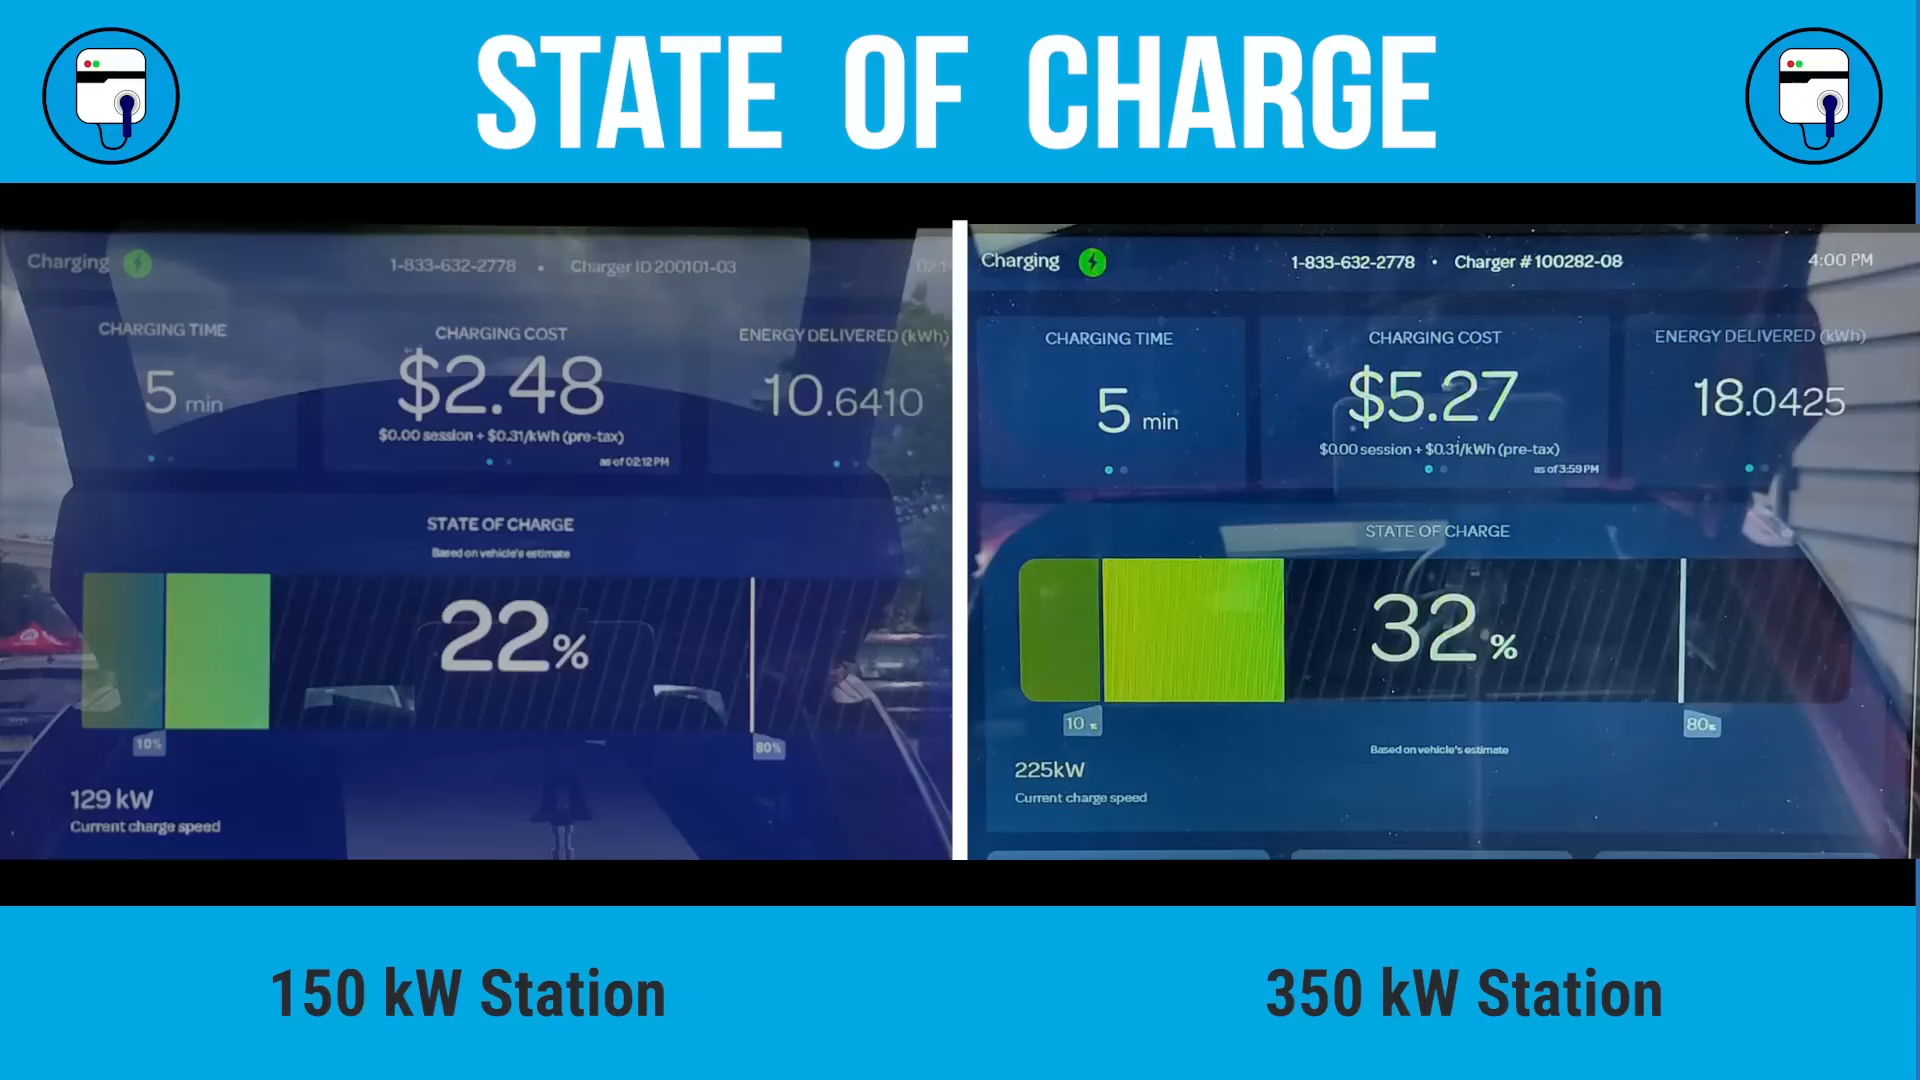 STATE OF CHARGE
Charging
1-833-632-2778 • Charger ID 200101-03
CHARGING TIME
5 min
CHARGING COST
$2.48
$0.00 session + $0.31/kWh (pre-tax)
as of 02:12 PM
ENERGY DELIVERED (kWh)
10.6410
STATE OF CHARGE
Based on vehicle's estimate
22%
10%
80%
129 kW
Current charge speed
Charging
1-833-632-2778 • Charger # 100282-08
4:00 PM
CHARGING TIME
5 min
CHARGING COST
$5.27
$0.00 session + $0.31/kWh (pre-tax)
as of 3:59 PM
ENERGY DELIVERED (kWh)
18.0425
STATE OF CHARGE
32%
10%
80%
Based on vehicle's estimate
225kW
Current charge speed
150 kW Station
350 kW Station